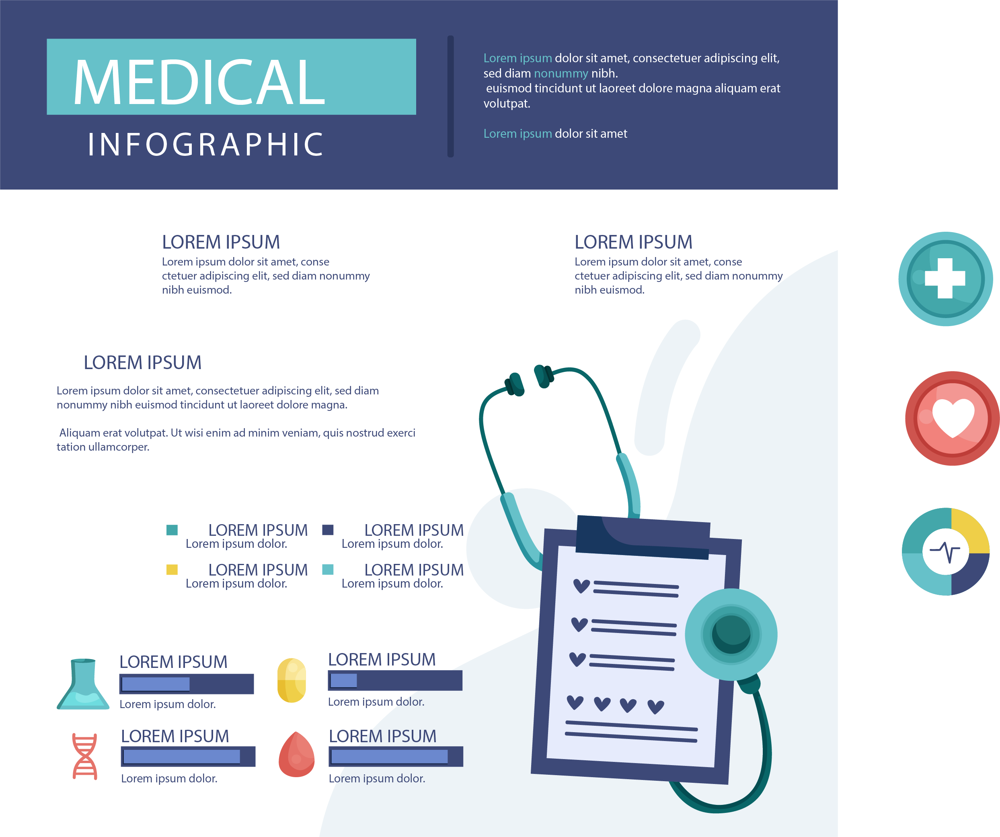 MEDICAL
INFOGRAPHIC
Lorem ipsum dolor sit amet, consectetuer adipiscing elit,
sed diam nonummy nibh.
euismod tincidunt ut laoreet dolore magna aliquam erat
volutpat.
Lorem ipsum dolor sit amet
LOREM IPSUM
Lorem ipsum dolor sit amet, conse
ctetuer adipiscing elit, sed diam nonummy
nibh euismod.
LOREM IPSUM
Lorem ipsum dolor sit amet, conse
ctetuer adipiscing elit, sed diam nonummy
nibh euismod.
LOREM IPSUM
Lorem ipsum dolor sit amet, consectetuer adipiscing elit, sed diam
nonummy nibh euismod tincidunt ut laoreet dolore magna.
Aliquam erat volutpat. Ut wisi enim ad minim veniam, quis nostrud exerci
tation ullamcorper.
LOREM IPSUM
Lorem ipsum dolor.
LOREM IPSUM
Lorem ipsum dolor.
LOREM IPSUM
Lorem ipsum dolor.
LOREM IPSUM
Lorem ipsum dolor.
LOREM IPSUM
Lorem ipsum dolor.
LOREM IPSUM
Lorem ipsum dolor.
LOREM IPSUM
Lorem ipsum dolor.
LOREM IPSUM
Lorem ipsum dolor.